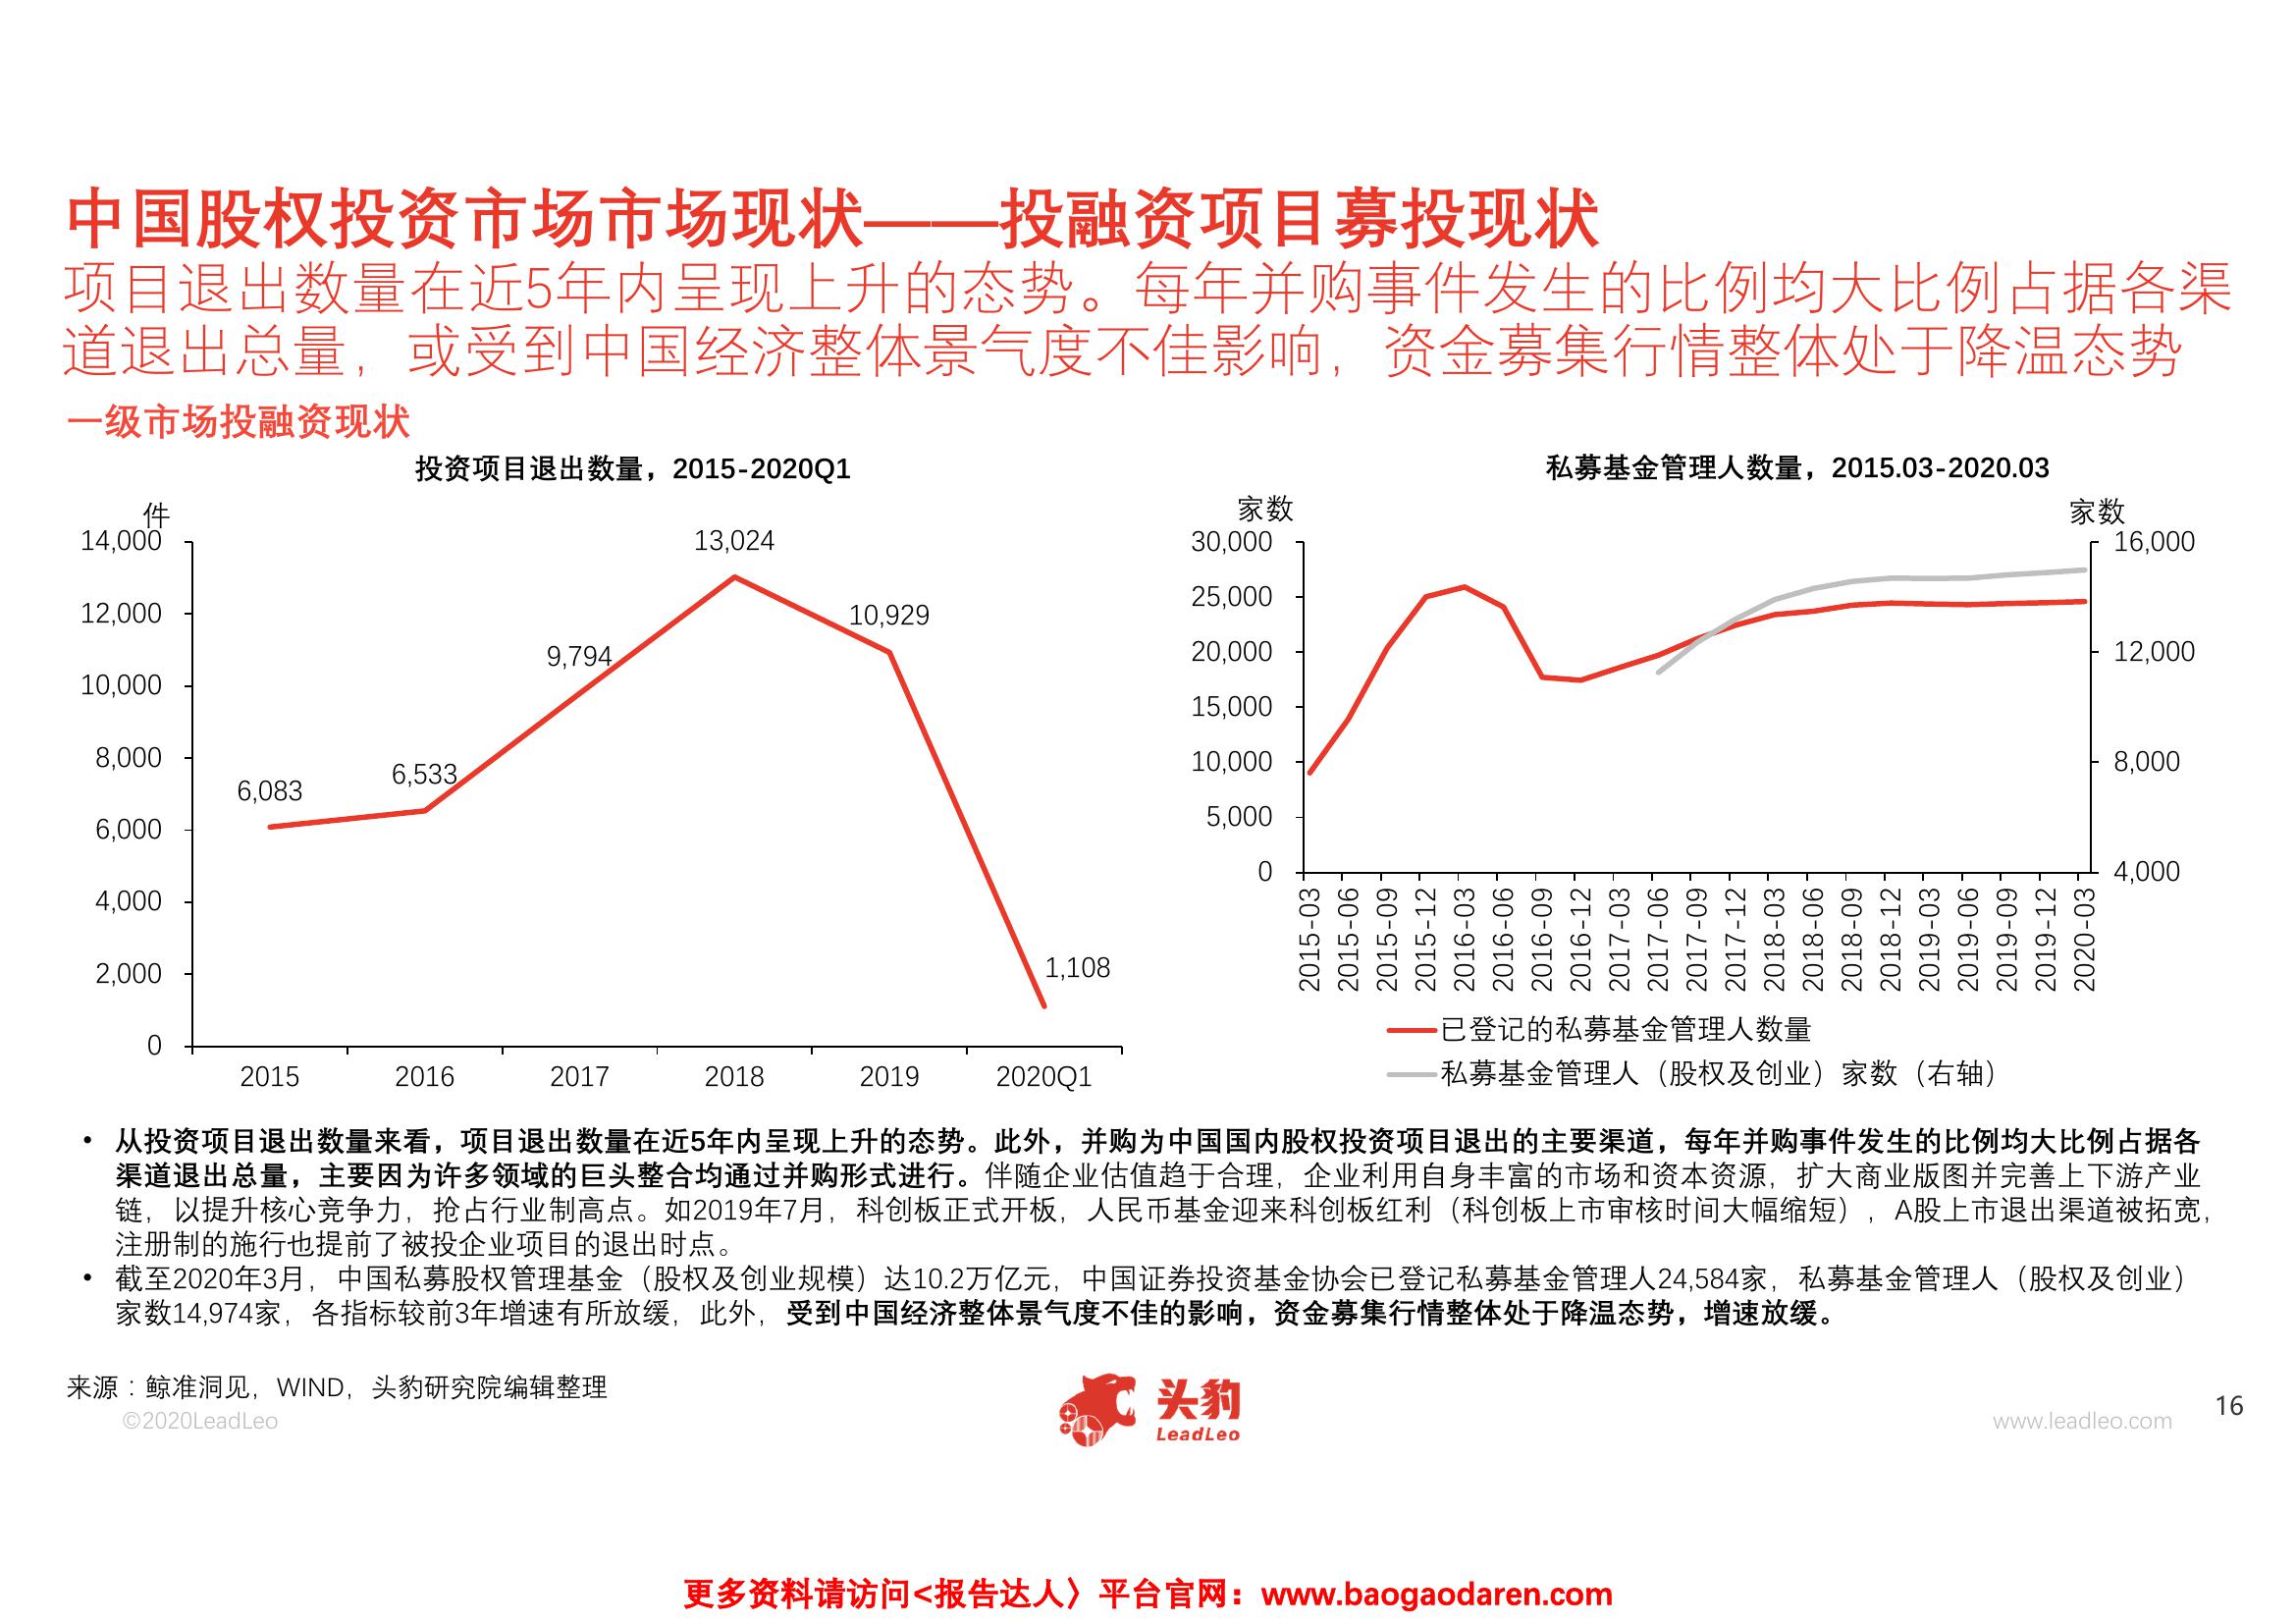 中国股权投资市场市场现状——投融资项目募投现状
项目退出数量在近5年内呈现上升的态势。每年并购事件发生的比例均大比例占据各渠
道退出总量，或受到中国经济整体景气度不佳影响，资金募集行情整体处于降温态势
一级市场投融资现状
投资项目退出数量，2015-2020Q1
件
14,000
12,000
10,000
8,000
6,000
4,000
2,000
0
6,083
6,533
9,794
13,024
10,929
1,108
2015
2016
2017
2018
2019
2020Q1
私募基金管理人数量，2015.03-2020.03
家数
家数
30,000
25,000
20,000
15,000
10,000
5,000
0
16,000
12,000
8,000
4,000
2015-03
2015-06
2015-09
2015-12
2016-03
2016-06
2016-09
2016-12
2017-03
2017-06
2017-09
2017-12
2018-03
2018-06
2018-09
2018-12
2019-03
2019-06
2019-09
2019-12
2020-03
已登记的私募基金管理人数量
私募基金管理人（股权及创业）家数（右轴）
• 从投资项目退出数量来看，项目退出数量在近5年内呈现上升的态势。此外，并购为中国国内股权投资项目退出的主要渠道，每年并购事件发生的比例均大比例占据各
渠道退出总量，主要因为许多领域的巨头整合均通过并购形式进行。伴随企业估值趋于合理，企业利用自身丰富的市场和资本资源，扩大商业版图并完善上下游产业
链，以提升核心竞争力，抢占行业制高点。如2019年7月，科创板正式开板，人民币基金迎来科创板红利（科创板上市审核时间大幅缩短），A股上市退出渠道被拓宽，
注册制的施行也提前了被投企业项目的退出时点。
• 截至2020年3月，中国私募股权管理基金（股权及创业规模）达10.2万亿元，中国证券投资基金协会已登记私募基金管理人24,584家，私募基金管理人（股权及创业）
家数14,974家，各指标较前3年增速有所放缓，此外，受到中国经济整体景气度不佳的影响，资金募集行情整体处于降温态势，增速放缓。
来源：鲸准洞见，WIND，头豹研究院编辑整理
©2020LeadLeo
头豹
LeadLeo
www.leadleo.com
16
更多资料请访问<报告达人〉平台官网：www.baogaodaren.com